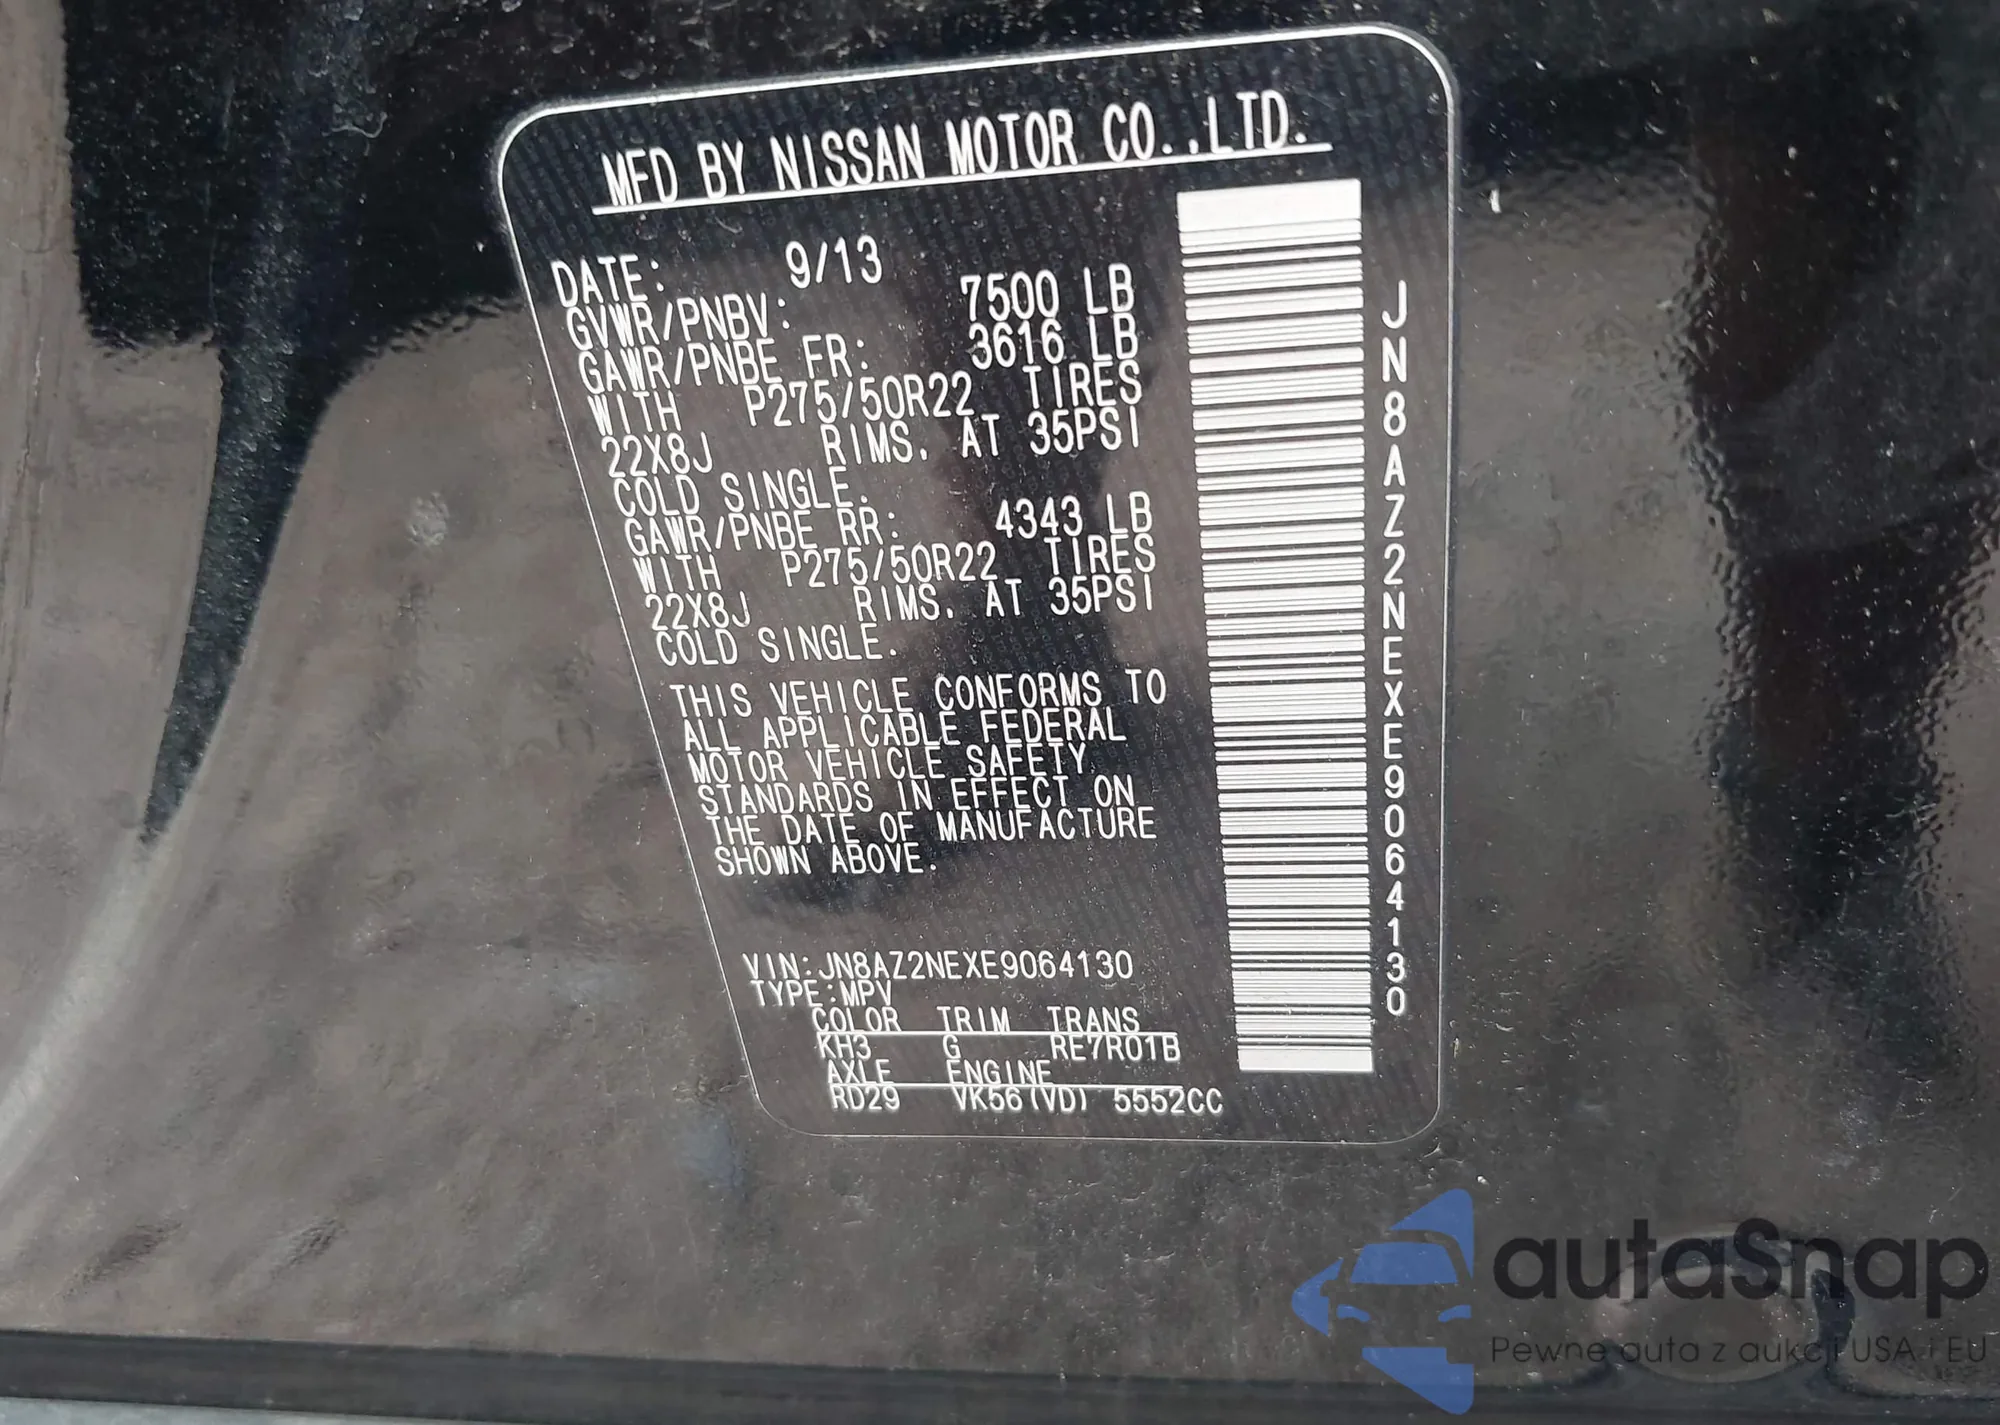 MFD BY NISSAN MOTOR CO.,LTD.
DATE: 9/13
GVWR/PNBV: 7500 LB
GAWR/PNBE FR: 3616 LB
WITH P275/50R22 TIRES
22X8J RIMS. AT 35PSI
COLD SINGLE.
GAWR/PNBE RR: 4343 LB
WITH P275/50R22 TIRES
22X8J RIMS. AT 35PSI
COLD SINGLE.
THIS VEHICLE CONFORMS TO
ALL APPLICABLE FEDERAL
MOTOR VEHICLE SAFETY
STANDARDS IN EFFECT ON
THE DATE OF MANUFACTURE
SHOWN ABOVE.
VIN:JN8AZ2NEXE9064130
TYPE:MPV
COLOR TRIM TRANS
KH3 G RE7R01B
AXLE ENGINE
RD29 VK56(VD) 5552CC
JN8AZ2NEXE9064130
autaSnap
Pewne auta z aukcji USA i EU